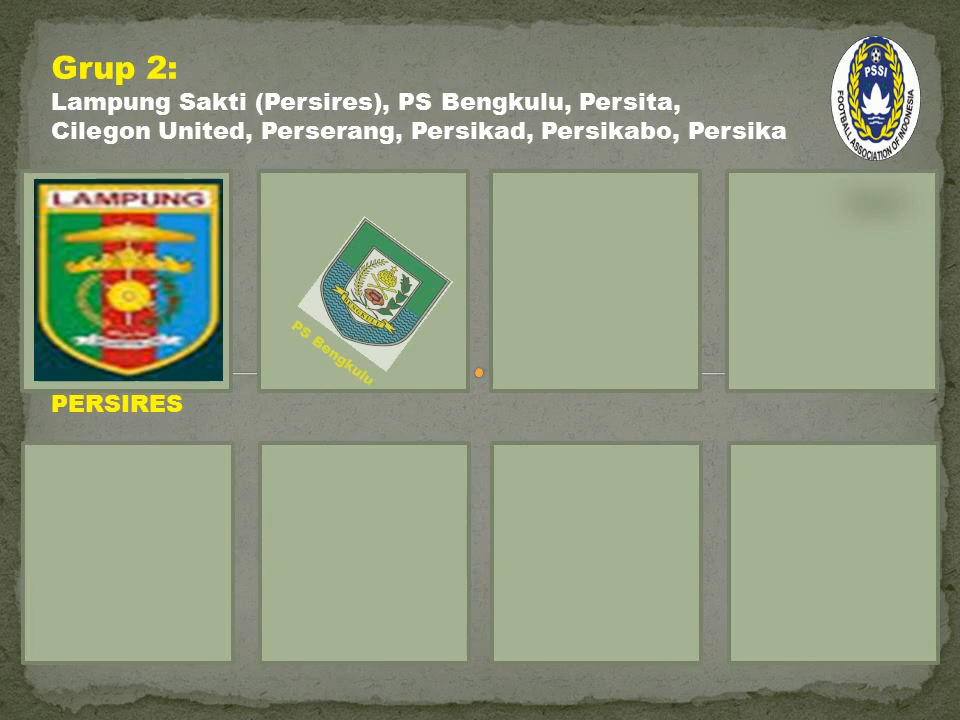 Grup 2:
Lampung Sakti (Persires), PS Bengkulu, Persita,
Cilegon United, Perserang, Persikad, Persikabo, Persika
PSSI
FOOTBALL ASSOCIATION OF INDONESIA
LAMPUNG
BENGKULU
PS Bengkulu
PERSIRES